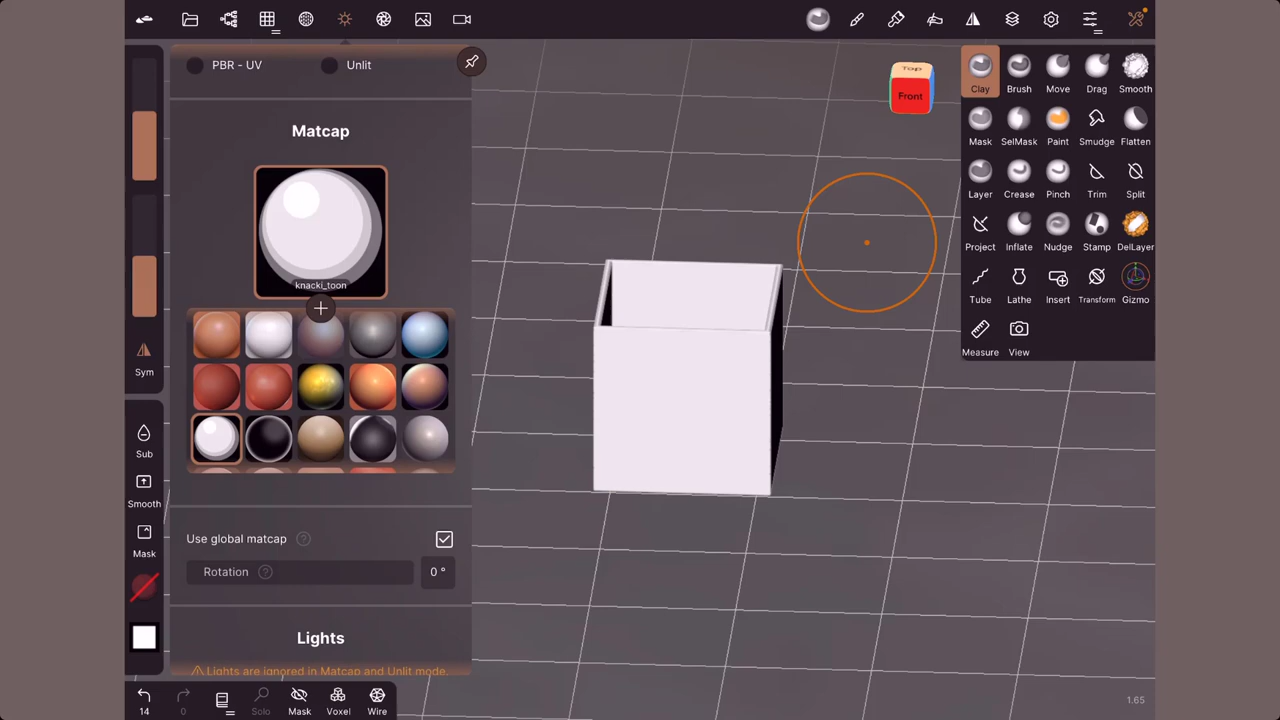 PBR - UV
Unlit
Top
Front
Clay
Brush
Move
Drag
Smooth
Matcap
Mask
SelMask
Paint
Smudge
Flatten
knacki_toon
Layer
Crease
Pinch
Trim
Split
Project
Inflate
Nudge
Stamp
DelLayer
Tube
Lathe
Insert
Transform
Gizmo
Measure
View
Sym
Sub
Smooth
Mask
Use global matcap
Rotation
0 °
Lights
Lights are ignored in Matcap and Unlit mode.
14
0
Solo
Mask
Voxel
Wire
1.65